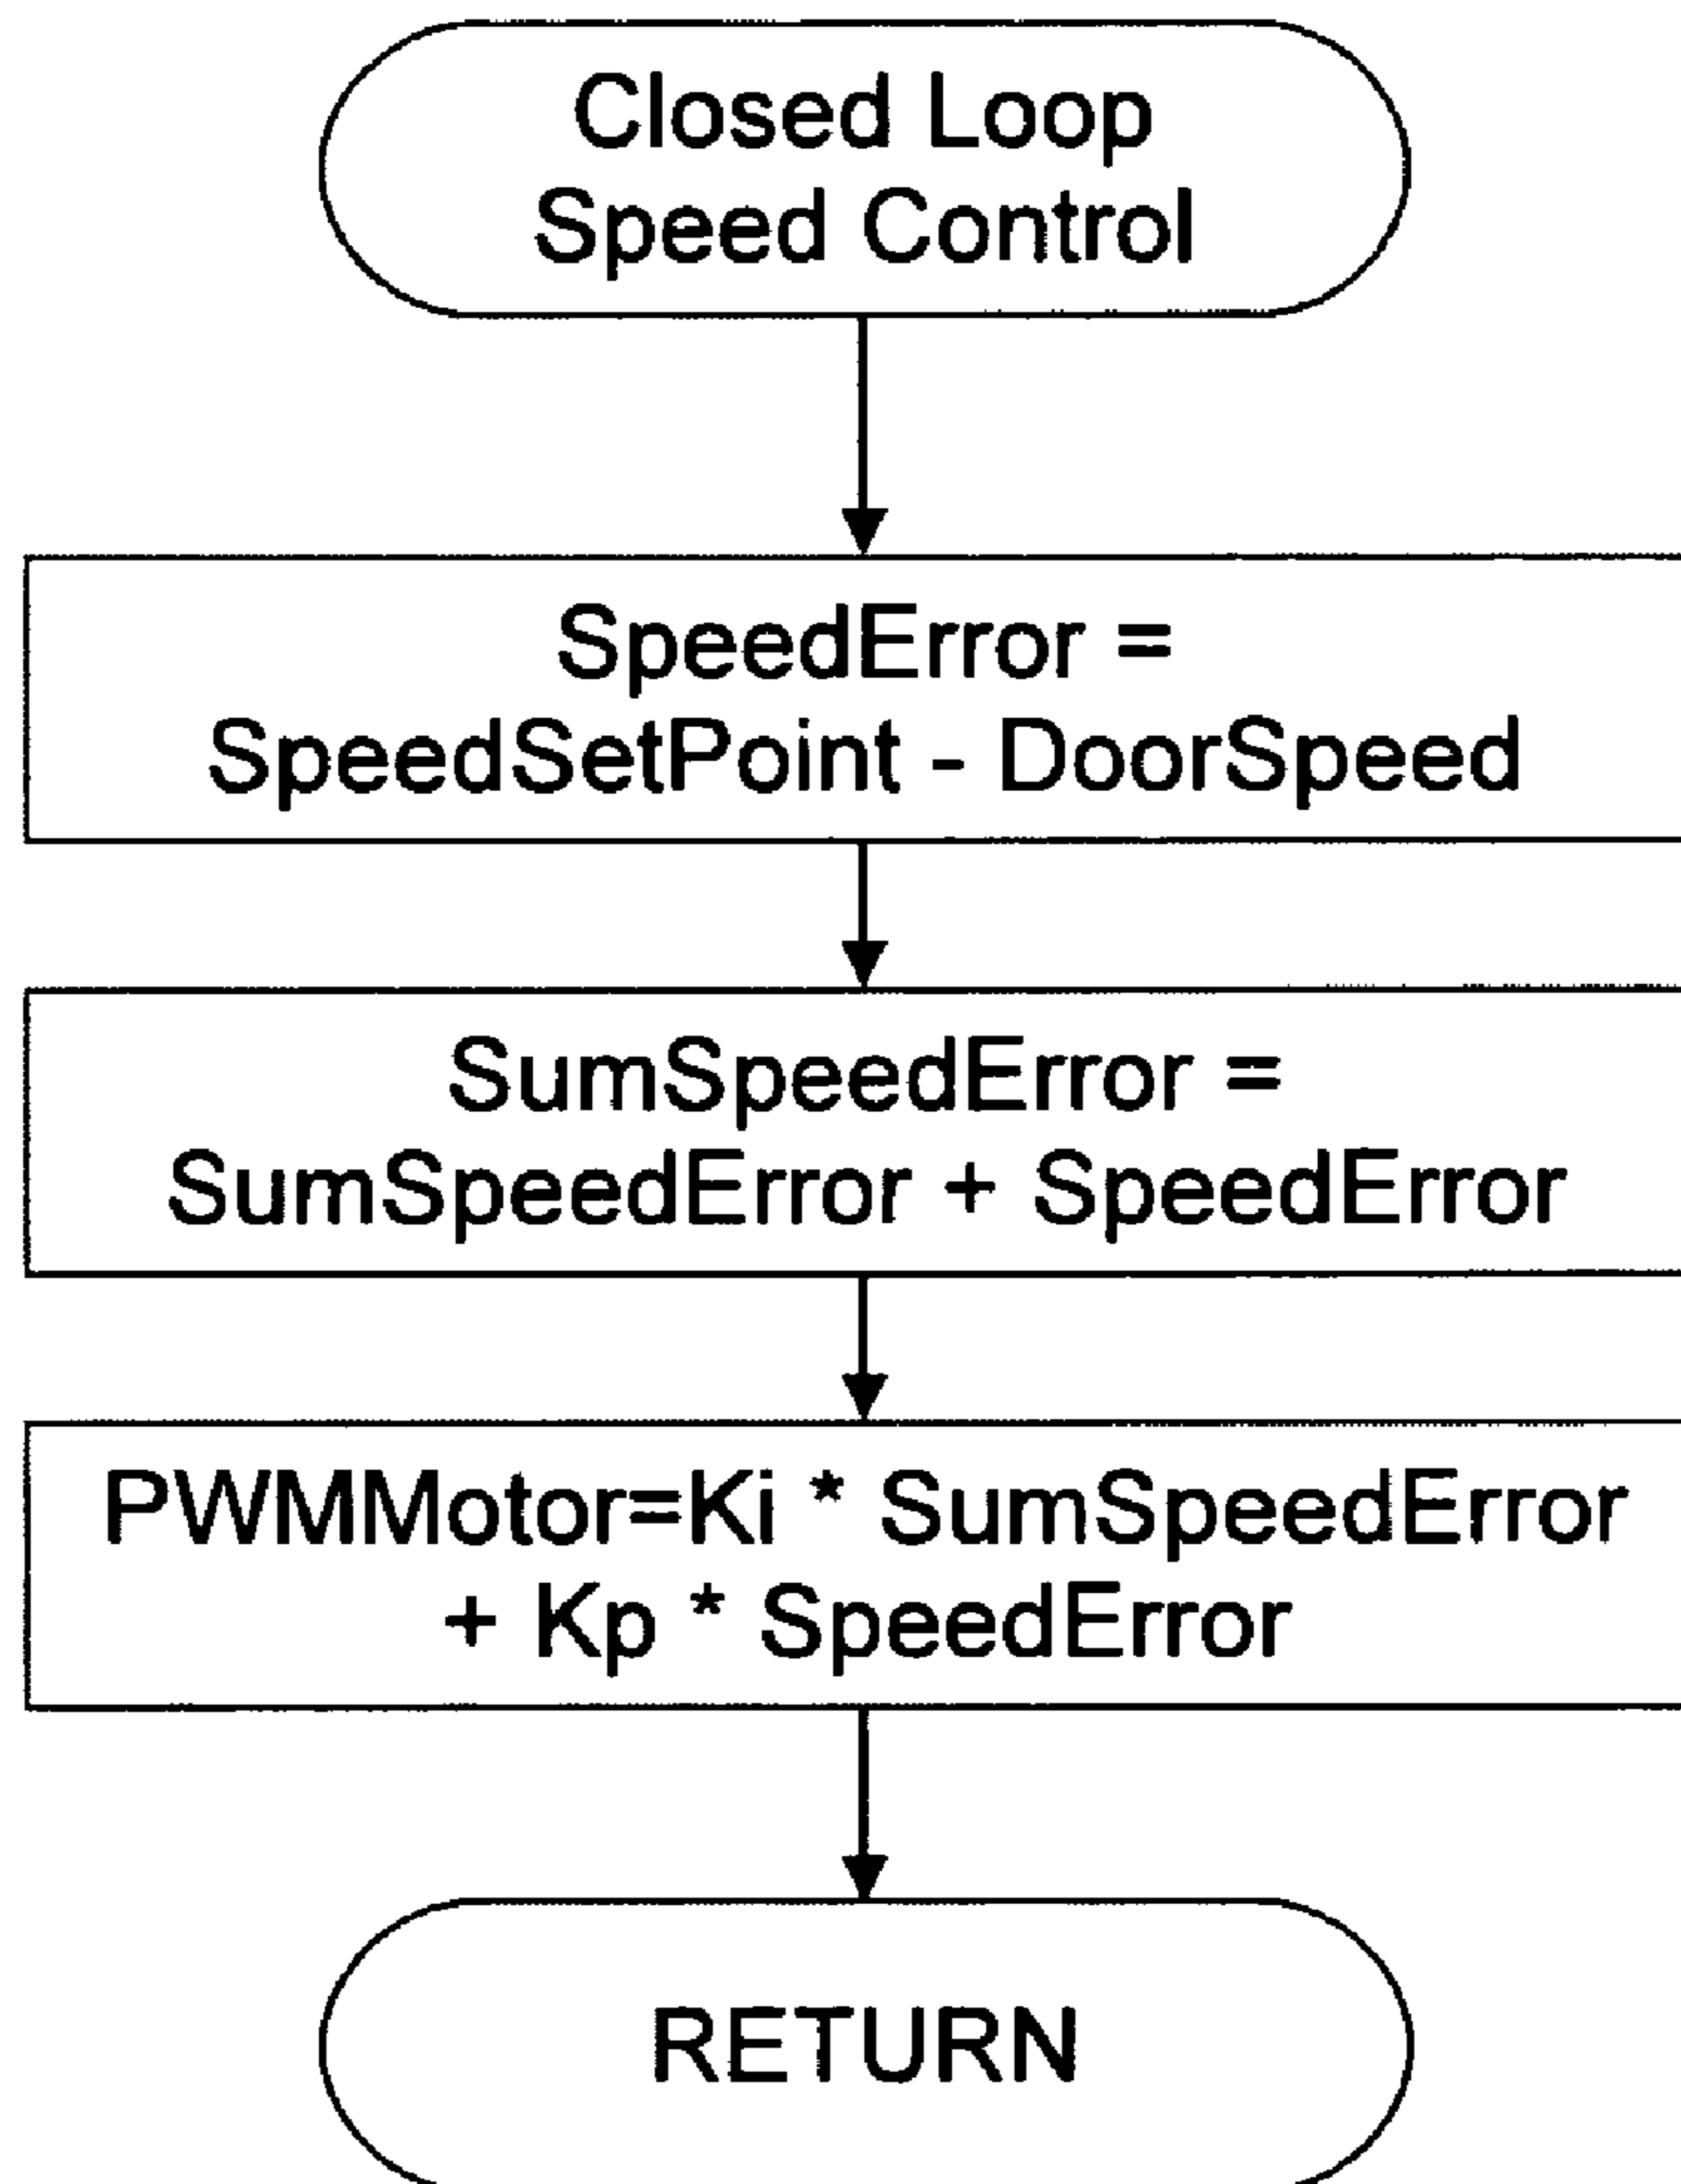 Closed Loop
Speed Control
SpeedError =
SpeedSetPoint - DoorSpeed
SumSpeedError =
SumSpeedError + SpeedError
PWMMotor=Ki * SumSpeedError
+ Kp * SpeedError
RETURN